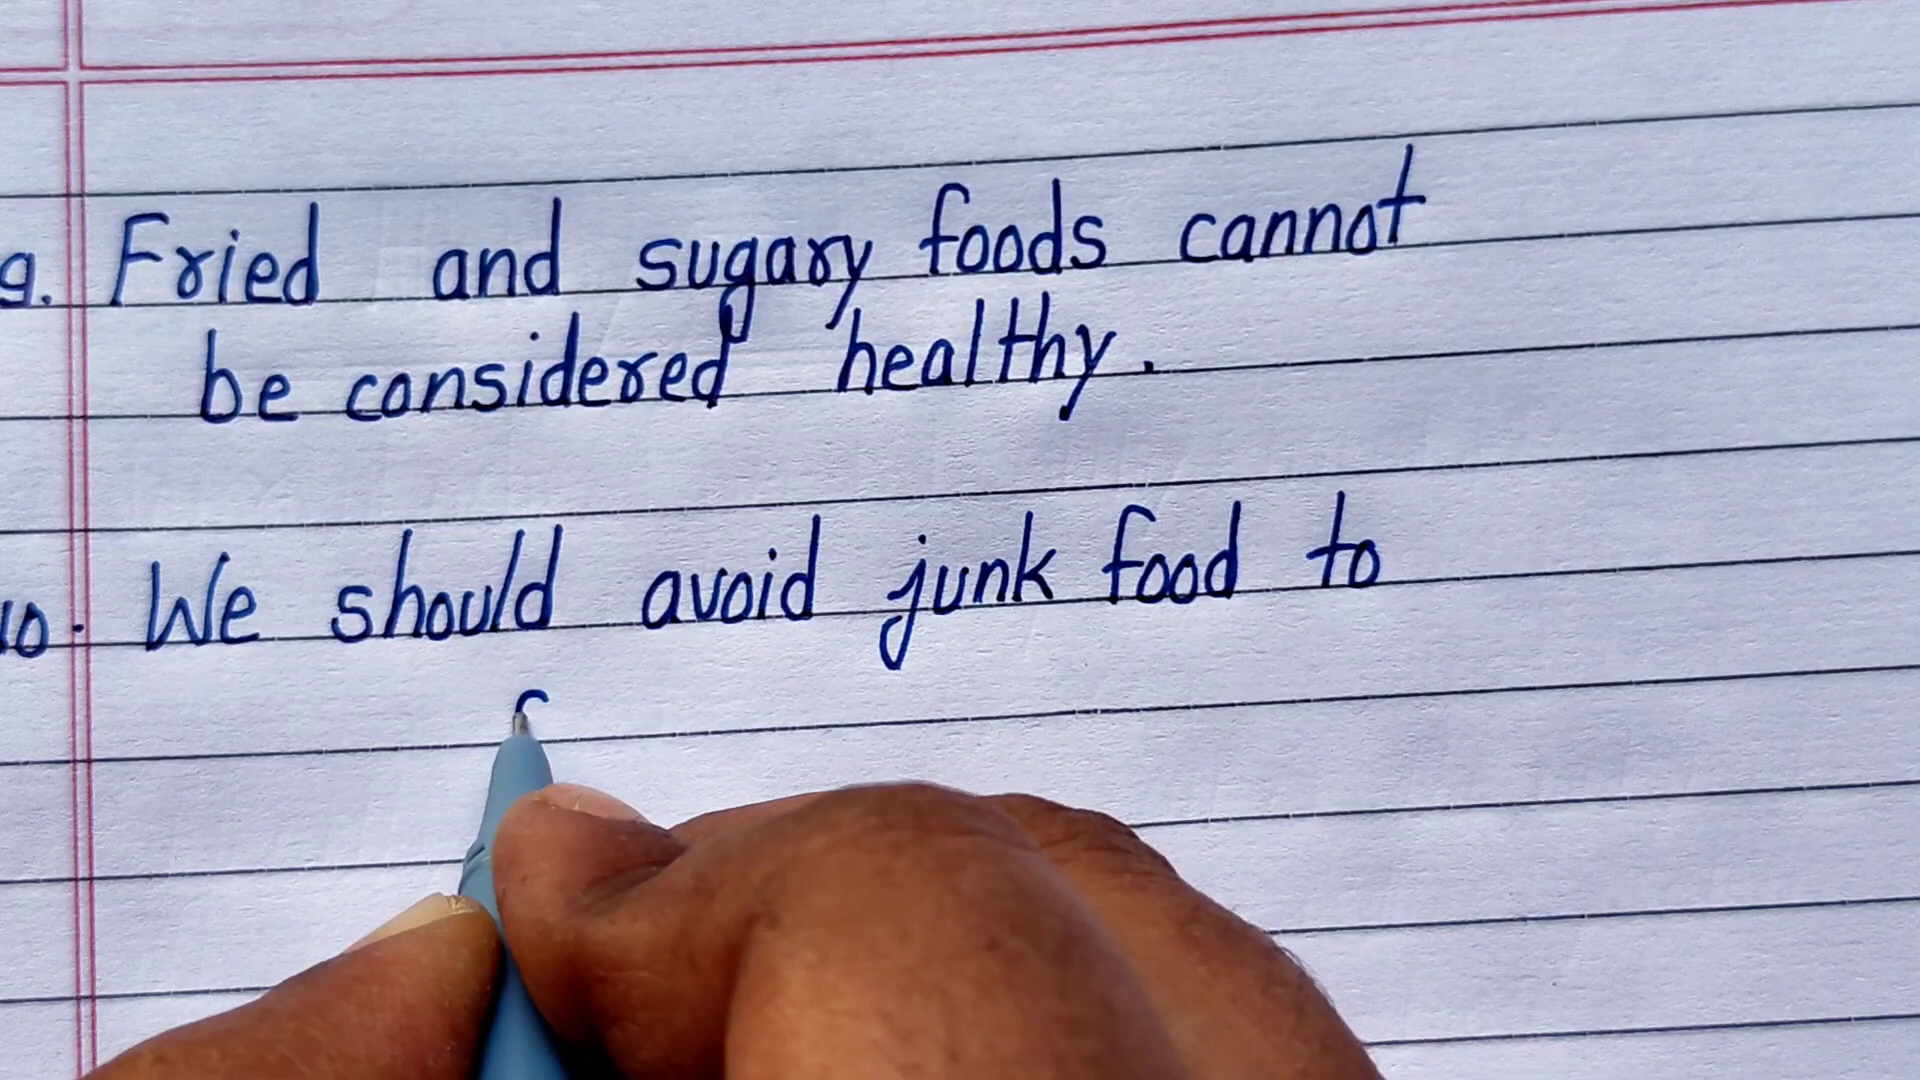 9. Fried and sugary foods cannot
be considered healthy.
10. We should avoid junk food to